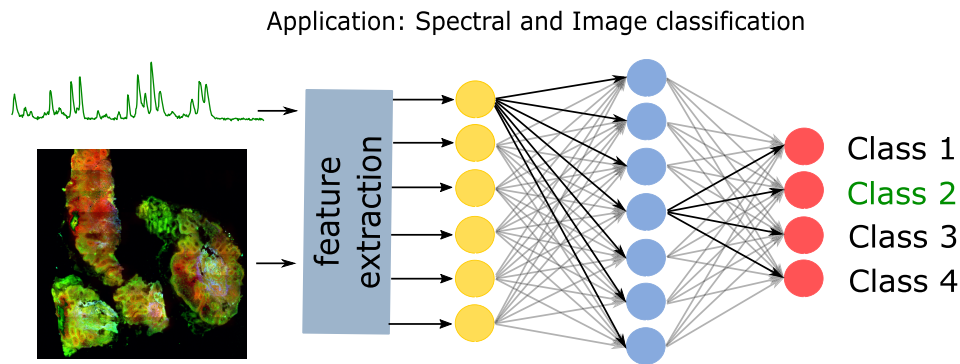 Application: Spectral and Image classification
feature
extraction
Class 1
Class 2
Class 3
Class 4